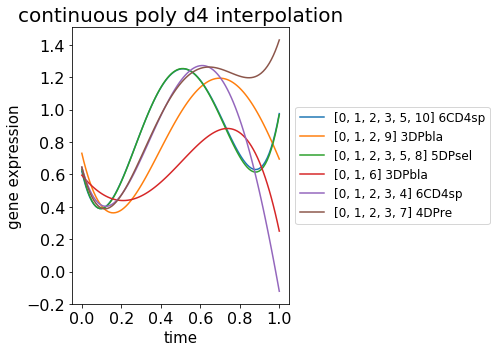 continuous poly d4 interpolation
gene expression
1.4
1.2
1.0
0.8
0.6
0.4
0.2
0.0
−0.2
0.0 0.2 0.4 0.6 0.8 1.0
time
[0, 1, 2, 3, 5, 10] 6CD4sp
[0, 1, 2, 9] 3DPbla
[0, 1, 2, 3, 5, 8] 5DPsel
[0, 1, 6] 3DPbla
[0, 1, 2, 3, 4] 6CD4sp
[0, 1, 2, 3, 7] 4DPre